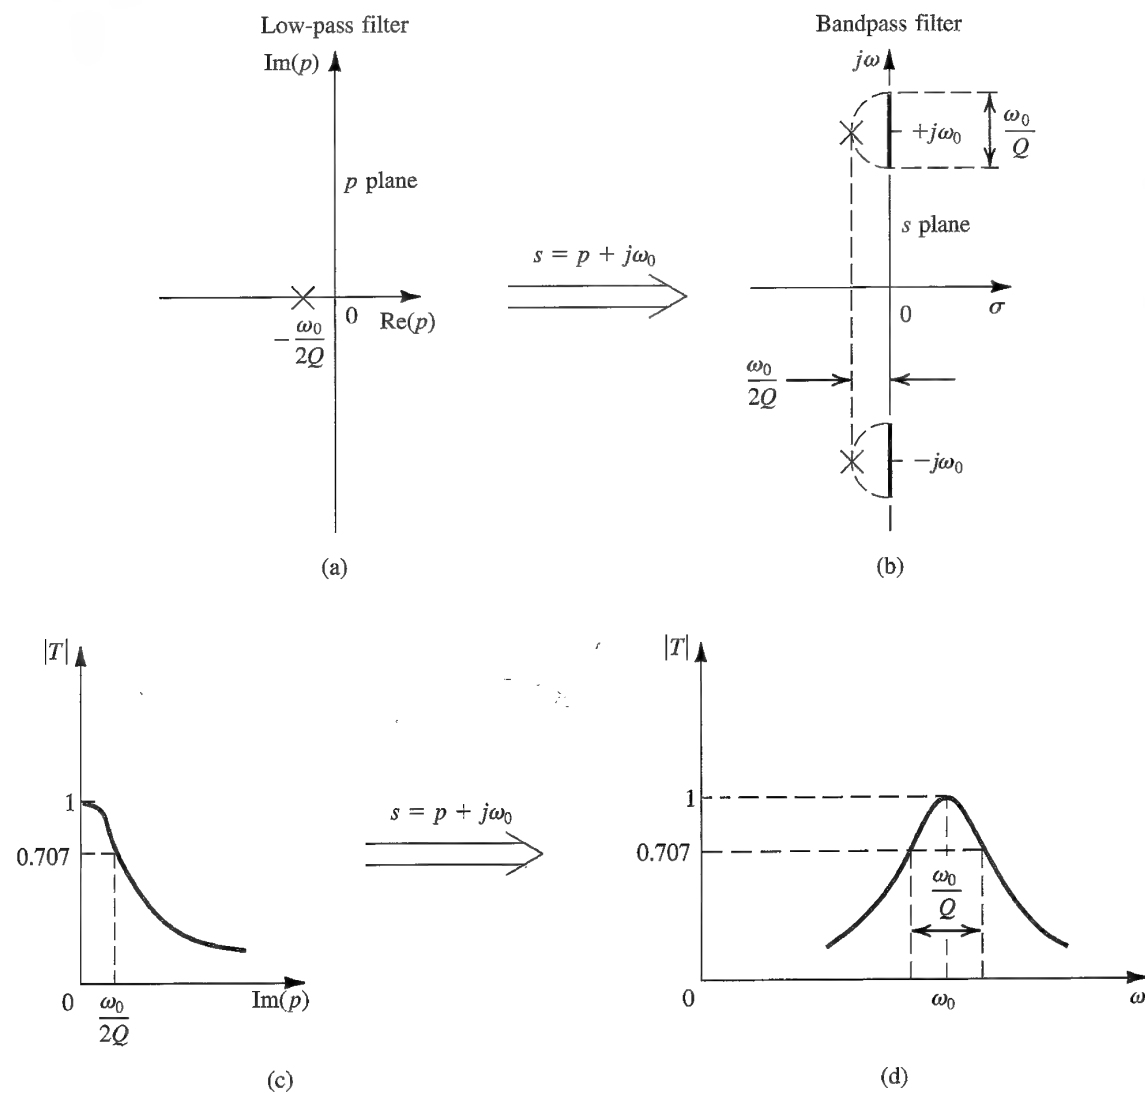 Low-pass filter
Im(p)
p plane
0
Re(p)
−ω₀/2Q
(a)
s = p + jω₀
Bandpass filter
jω
+jω₀
ω₀/Q
s plane
0
σ
ω₀/2Q
−jω₀
(b)
|T|
1
0.707
0
ω₀/2Q
Im(p)
(c)
s = p + jω₀
|T|
1
0.707
ω₀/Q
0
ω₀
ω
(d)